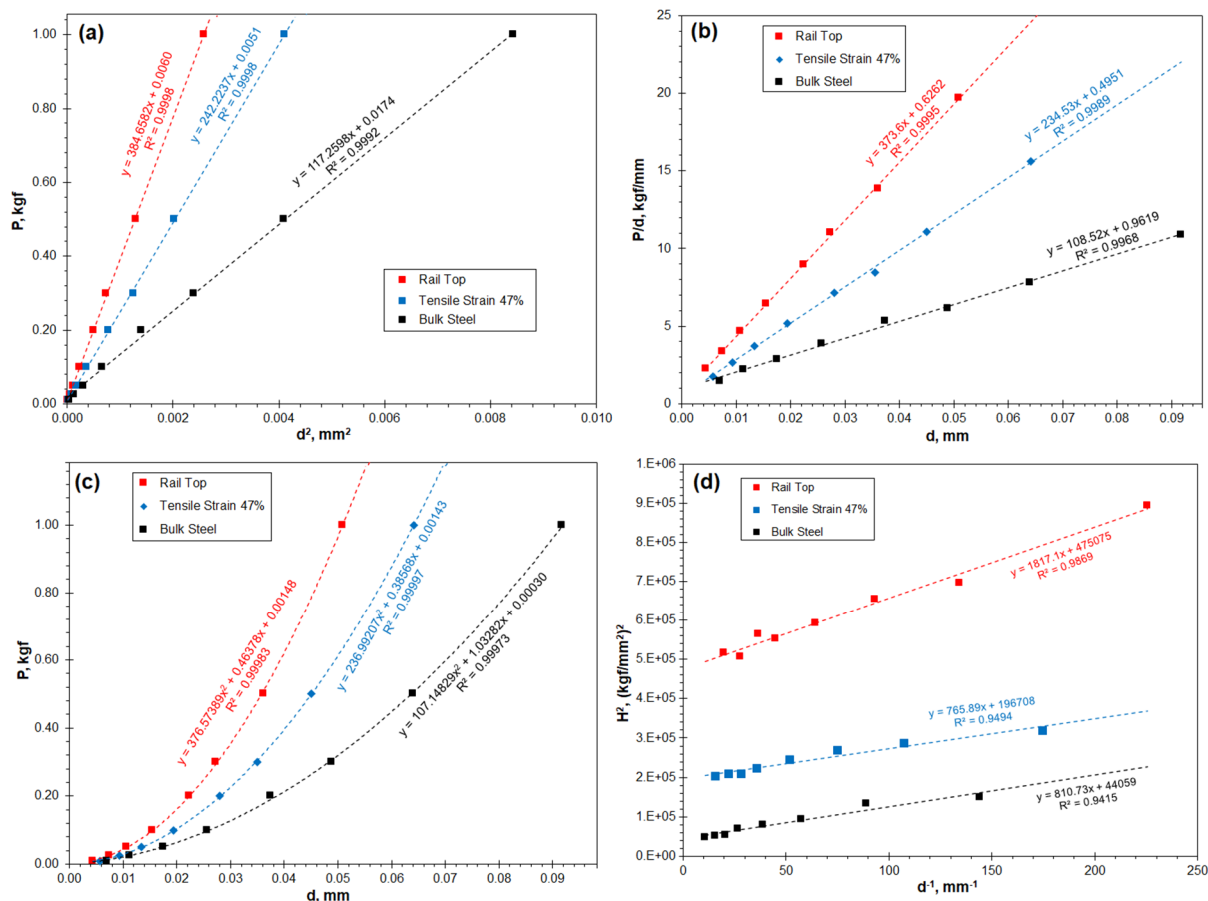 (a)
1.00
0.80
0.60
0.40
0.20
0.00
P, kgf
y = 384.6582x + 0.0060
R² = 0.9998
y = 242.2237x + 0.0051
R² = 0.9998
y = 117.2598x + 0.0174
R² = 0.9992
Rail Top
Tensile Strain 47%
Bulk Steel
0.000
0.002
0.004
0.006
0.008
0.010
d², mm²
(b)
25
20
15
10
5
0
P/d, kgf/mm
Rail Top
Tensile Strain 47%
Bulk Steel
y = 373.6x + 0.6262
R² = 0.9995
y = 234.53x + 0.4951
R² = 0.9989
y = 108.52x + 0.9619
R² = 0.9968
0.00
0.01
0.02
0.03
0.04
0.05
0.06
0.07
0.08
0.09
d, mm
(c)
Rail Top
Tensile Strain 47%
Bulk Steel
1.00
0.80
0.60
0.40
0.20
0.00
P, kgf
y = 376.57389x² + 0.46378x + 0.00148
R² = 0.99983
y = 236.99207x² + 0.38568x + 0.00143
R² = 0.99997
y = 107.14829x² + 1.03282x + 0.00030
R² = 0.99973
0.00
0.01
0.02
0.03
0.04
0.05
0.06
0.07
0.08
0.09
d, mm
(d)
Rail Top
Tensile Strain 47%
Bulk Steel
1.E+06
9.E+05
8.E+05
7.E+05
6.E+05
5.E+05
4.E+05
3.E+05
2.E+05
1.E+05
0.E+00
H², (kgf/mm²)²
y = 1817.1x + 475075
R² = 0.9869
y = 765.89x + 196708
R² = 0.9494
y = 810.73x + 44059
R² = 0.9415
0
50
100
150
200
250
d⁻¹, mm⁻¹